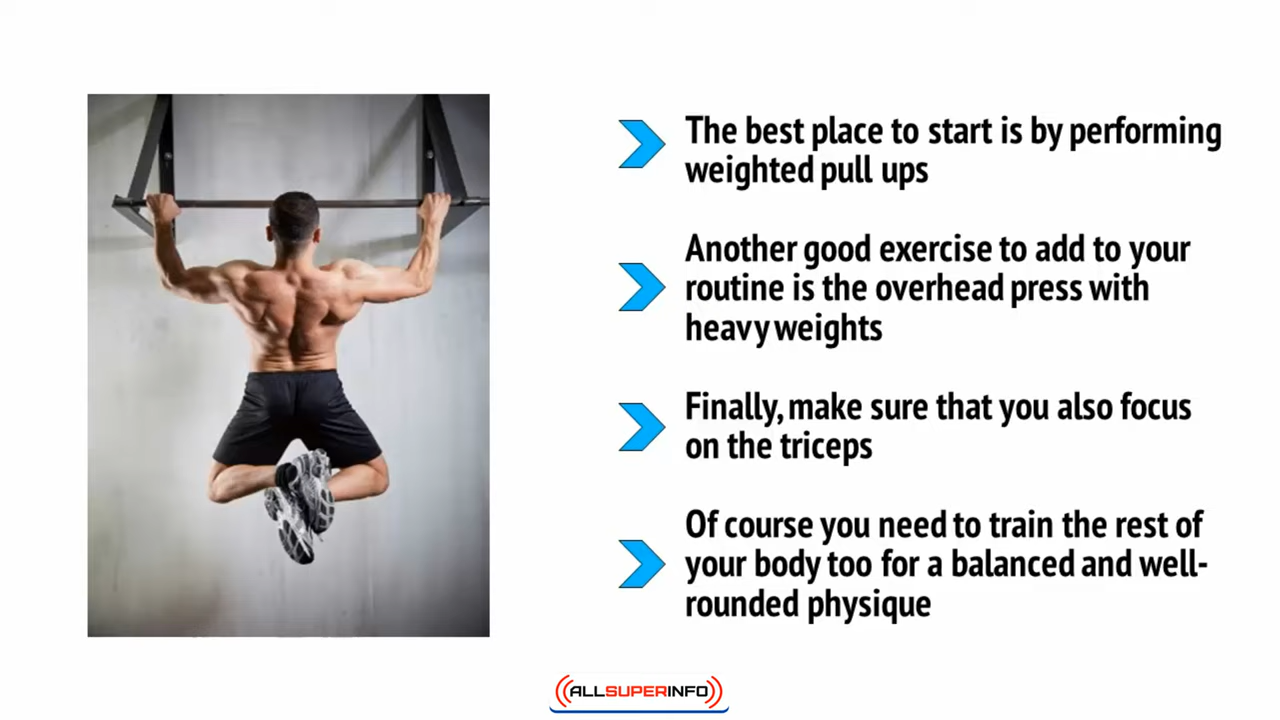 The best place to start is by performing
weighted pull ups
Another good exercise to add to your
routine is the overhead press with
heavy weights
Finally, make sure that you also focus
on the triceps
Of course you need to train the rest of
your body too for a balanced and well-
rounded physique
ALLSUPERINFO